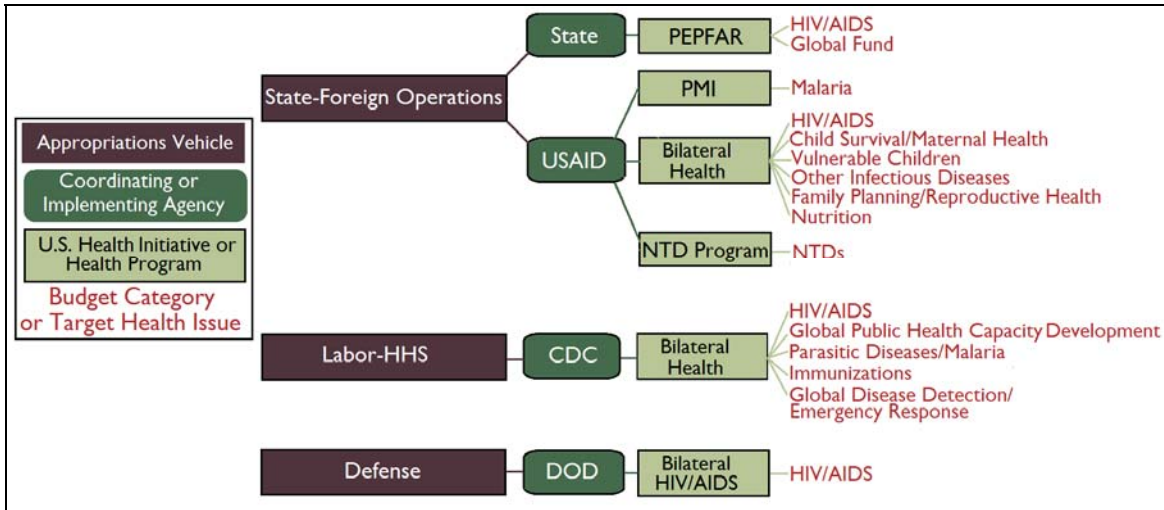 Appropriations Vehicle
Coordinating or
Implementing Agency
U.S. Health Initiative or
Health Program
Budget Category
or Target Health Issue
State-Foreign Operations
State
PEPFAR
HIV/AIDS
Global Fund
USAID
PMI
Malaria
Bilateral
Health
HIV/AIDS
Child Survival/Maternal Health
Vulnerable Children
Other Infectious Diseases
Family Planning/Reproductive Health
Nutrition
NTD Program
NTDs
Labor-HHS
CDC
Bilateral
Health
HIV/AIDS
Global Public Health Capacity Development
Parasitic Diseases/Malaria
Immunizations
Global Disease Detection/
Emergency Response
Defense
DOD
Bilateral
HIV/AIDS
HIV/AIDS